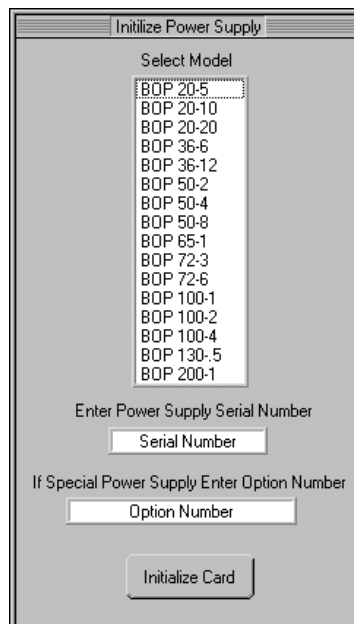 Initilize Power Supply
Select Model
BOP 20-5
BOP 20-10
BOP 20-20
BOP 36-6
BOP 36-12
BOP 50-2
BOP 50-4
BOP 50-8
BOP 65-1
BOP 72-3
BOP 72-6
BOP 100-1
BOP 100-2
BOP 100-4
BOP 130-.5
BOP 200-1
Enter Power Supply Serial Number
Serial Number
If Special Power Supply Enter Option Number
Option Number
Initialize Card